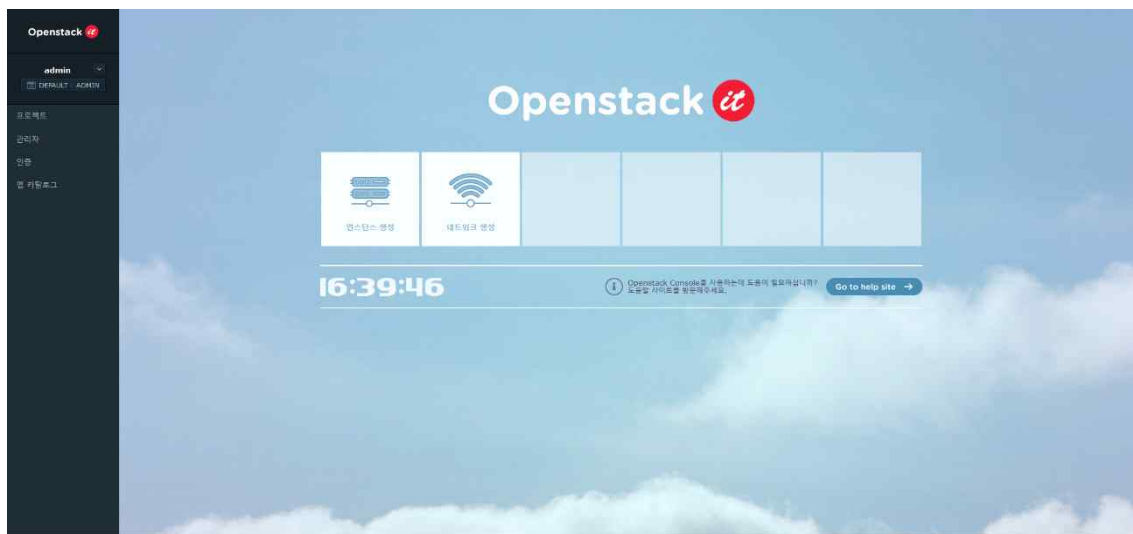 Openstack it
admin
DEFAULT - ADMIN
프로젝트
관리자
인증
앱 카탈로그
Openstack it
인스턴스 생성
네트워크 생성
16:39:46
Openstack Console을 사용하는데 도움이 필요하십니까?
도움말 사이트를 방문해주세요.
Go to help site →